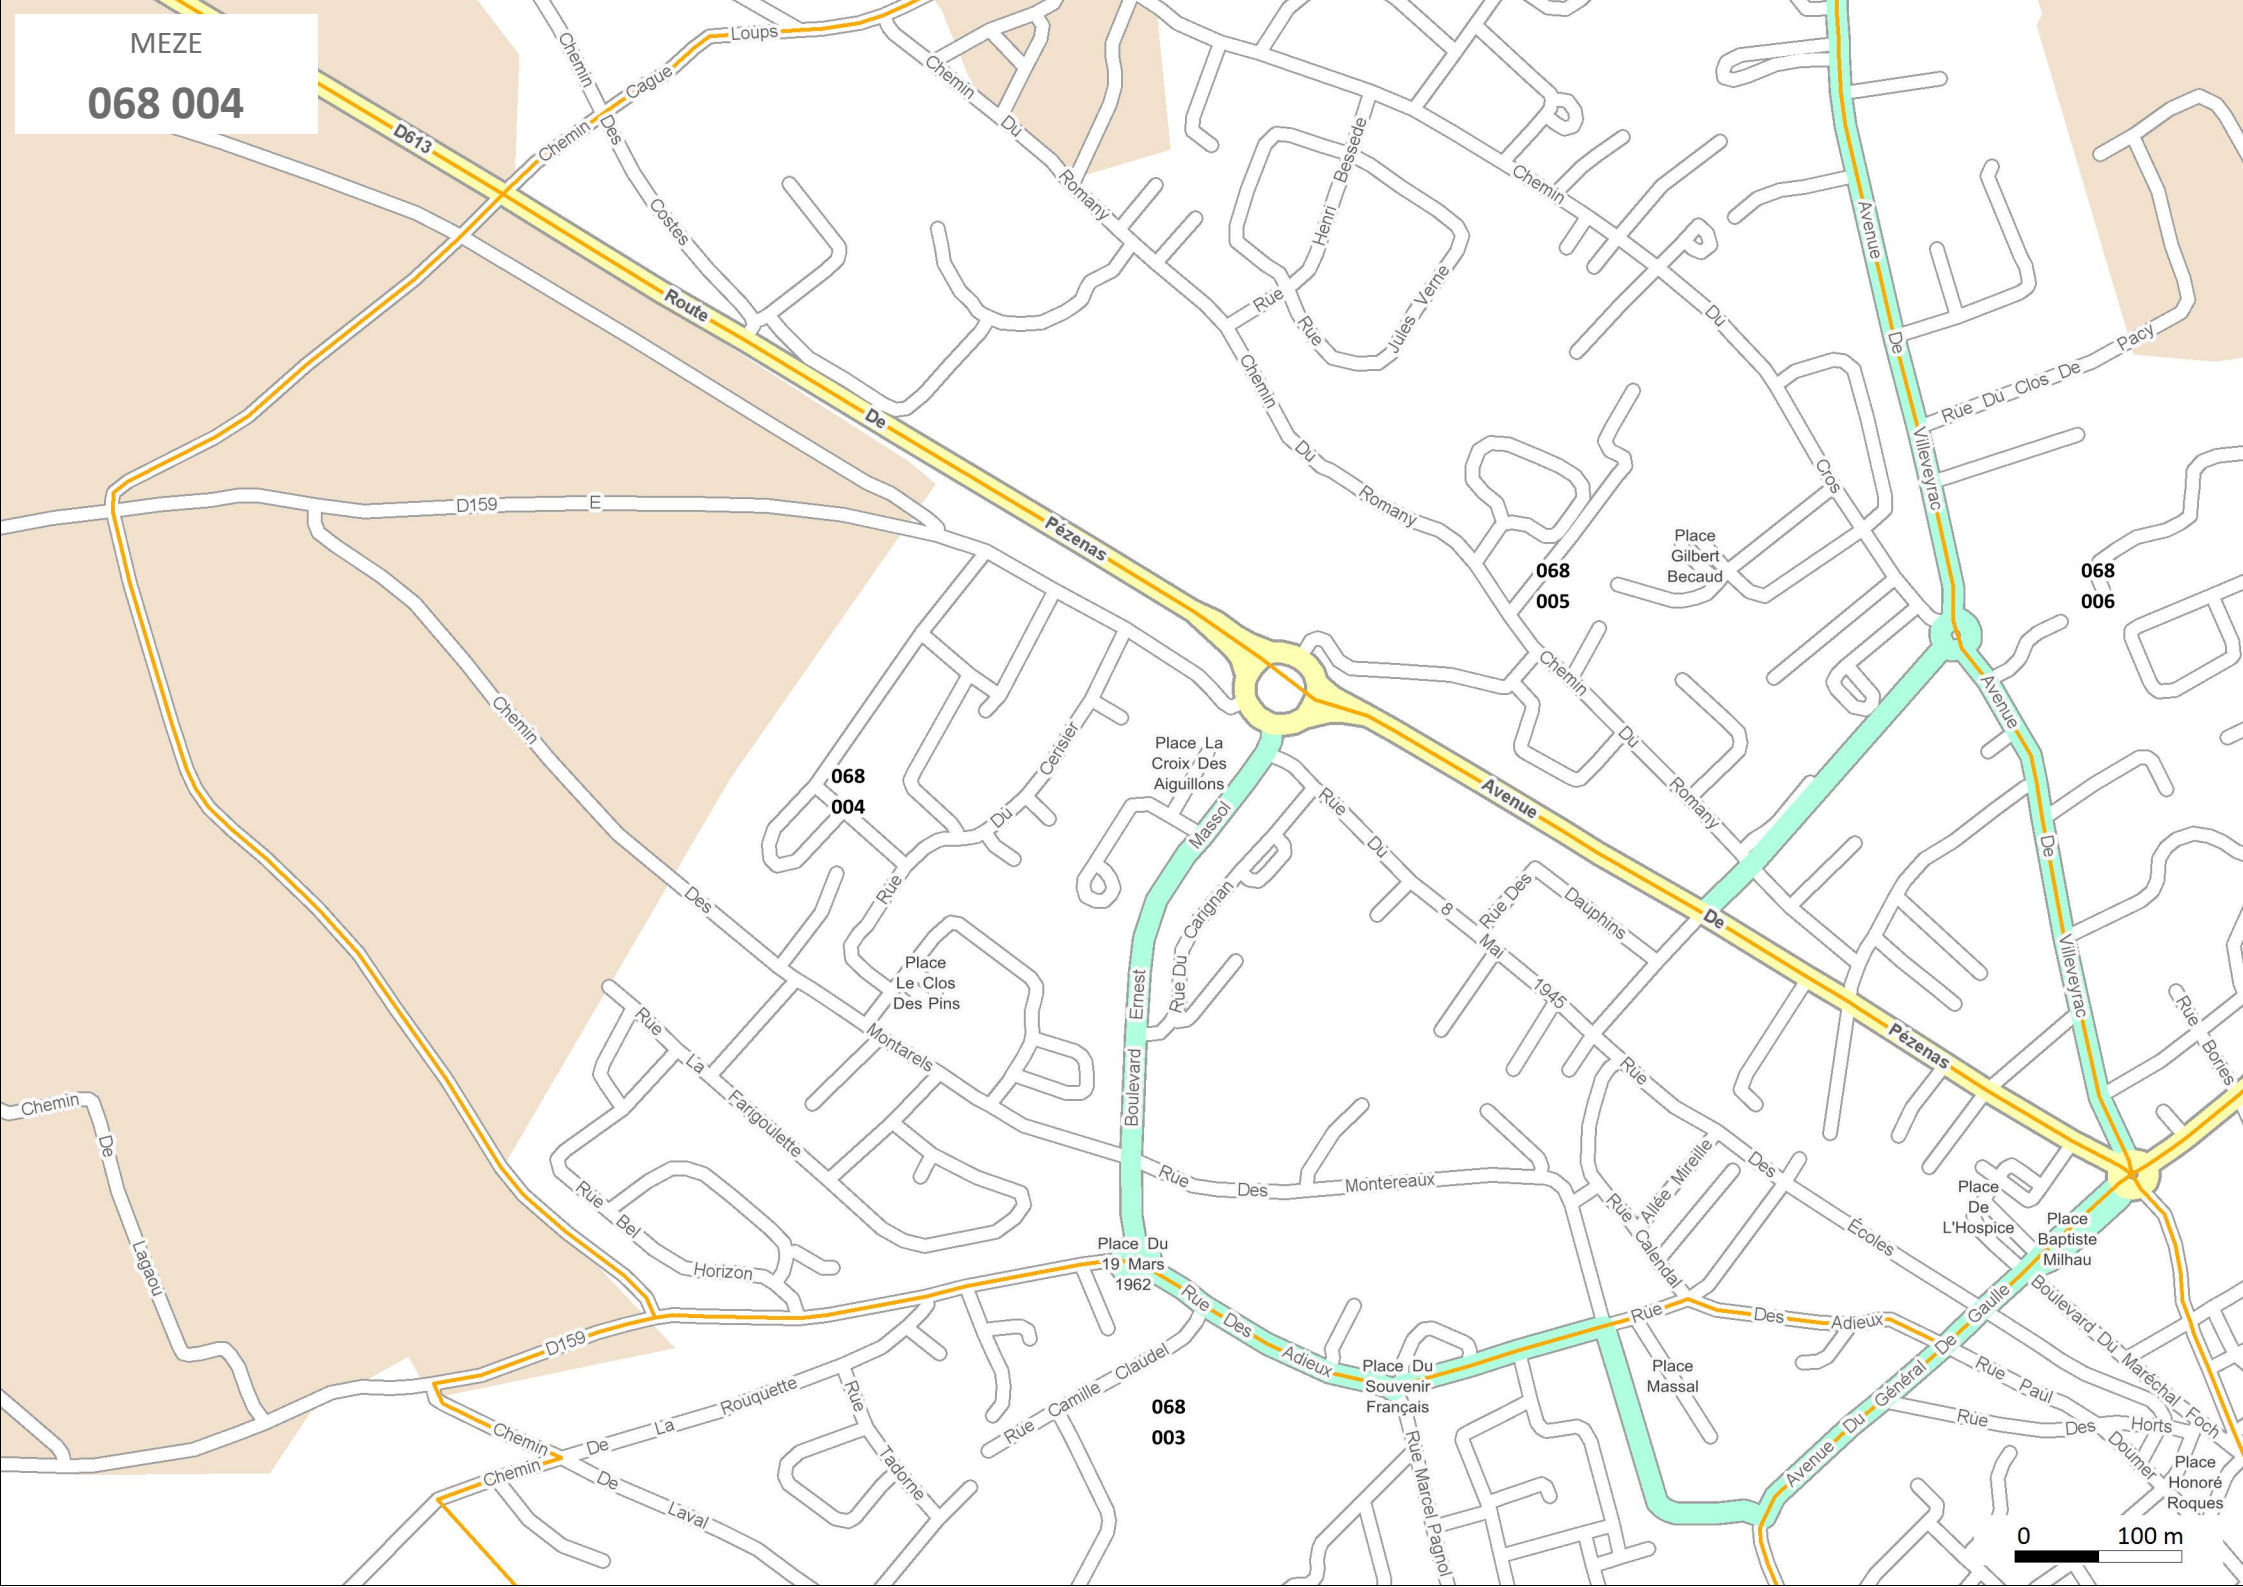 MEZE
068 004
D613
Route
De
Pézenas
Avenue
De
Pézenas
Chemin
Cague
Loups
Chemin
Des
Costes
Chemin
Du
Romany
Chemin
Du
Romany
Chemin
Du
Romany
Rue
Henri
Bessede
Rue
Jules Verne
Chemin
Du
Cros
Avenue
De
Villeveyrac
Rue Du Clos De
Pacy
Place
Gilbert
Becaud
068
005
068
006
Avenue
De
Villeveyrac
Rue
Bories
D159
E
Chemin
Des
Montarels
068
004
Rue
Du
Cerisier
Place La
Croix Des
Aiguillons
Massol
Ernest
Boulevard
Rue Du
Carignan
Rue
Du
8
Mai
1945
Rue Des
Dauphins
Place
Le Clos
Des Pins
Rue
La
Farigoulette
Rue
Bel
Horizon
Rue
Des
Montereaux
Rue
Des
Écoles
Allée Mireille
Rue
Calendal
Place
De
L'Hospice
Place
Baptiste
Milhau
Chemin
De
Lagaou
D159
Place Du
19 Mars
1962
Rue
Des
Adieux
Place Du
Souvenir
Français
Rue
Des
Adieux
Place
Massal
Avenue
Du
Général
De
Gaulle
Boulevard Du Maréchal Foch
Rue
Paul
Doumer
Rue
Des
Horts
Place
Honoré
Roques
Chemin
De
Laval
Chemin
De
La
Rouquette
Rue
Tadorne
Rue
Camille
Claudel
068
003
Rue Marcel Pagnol
0
100 m